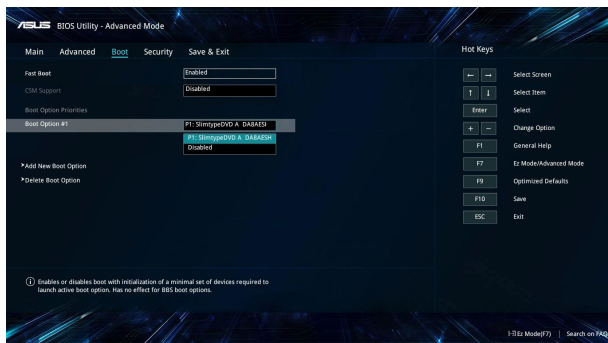 ASUS BIOS Utility - Advanced Mode
Main Advanced Boot Security Save & Exit
Hot Keys
Fast Boot Enabled
CSM Support Disabled
Boot Option Priorities
Boot Option #1 P1: SlimtypeDVD A DA8AESI
P1: SlimtypeDVD A DA8AESH
Disabled
Add New Boot Option
Delete Boot Option
← → Select Screen
↑ ↓ Select Item
Enter Select
+ − Change Option
F1 General Help
F7 Ez Mode/Advanced Mode
F9 Optimized Defaults
F10 Save
ESC Exit
Enables or disables boot with initialization of a minimal set of devices required to
launch active boot option. Has no effect for BBS boot options.
Ez Mode(F7) | Search on FAQ